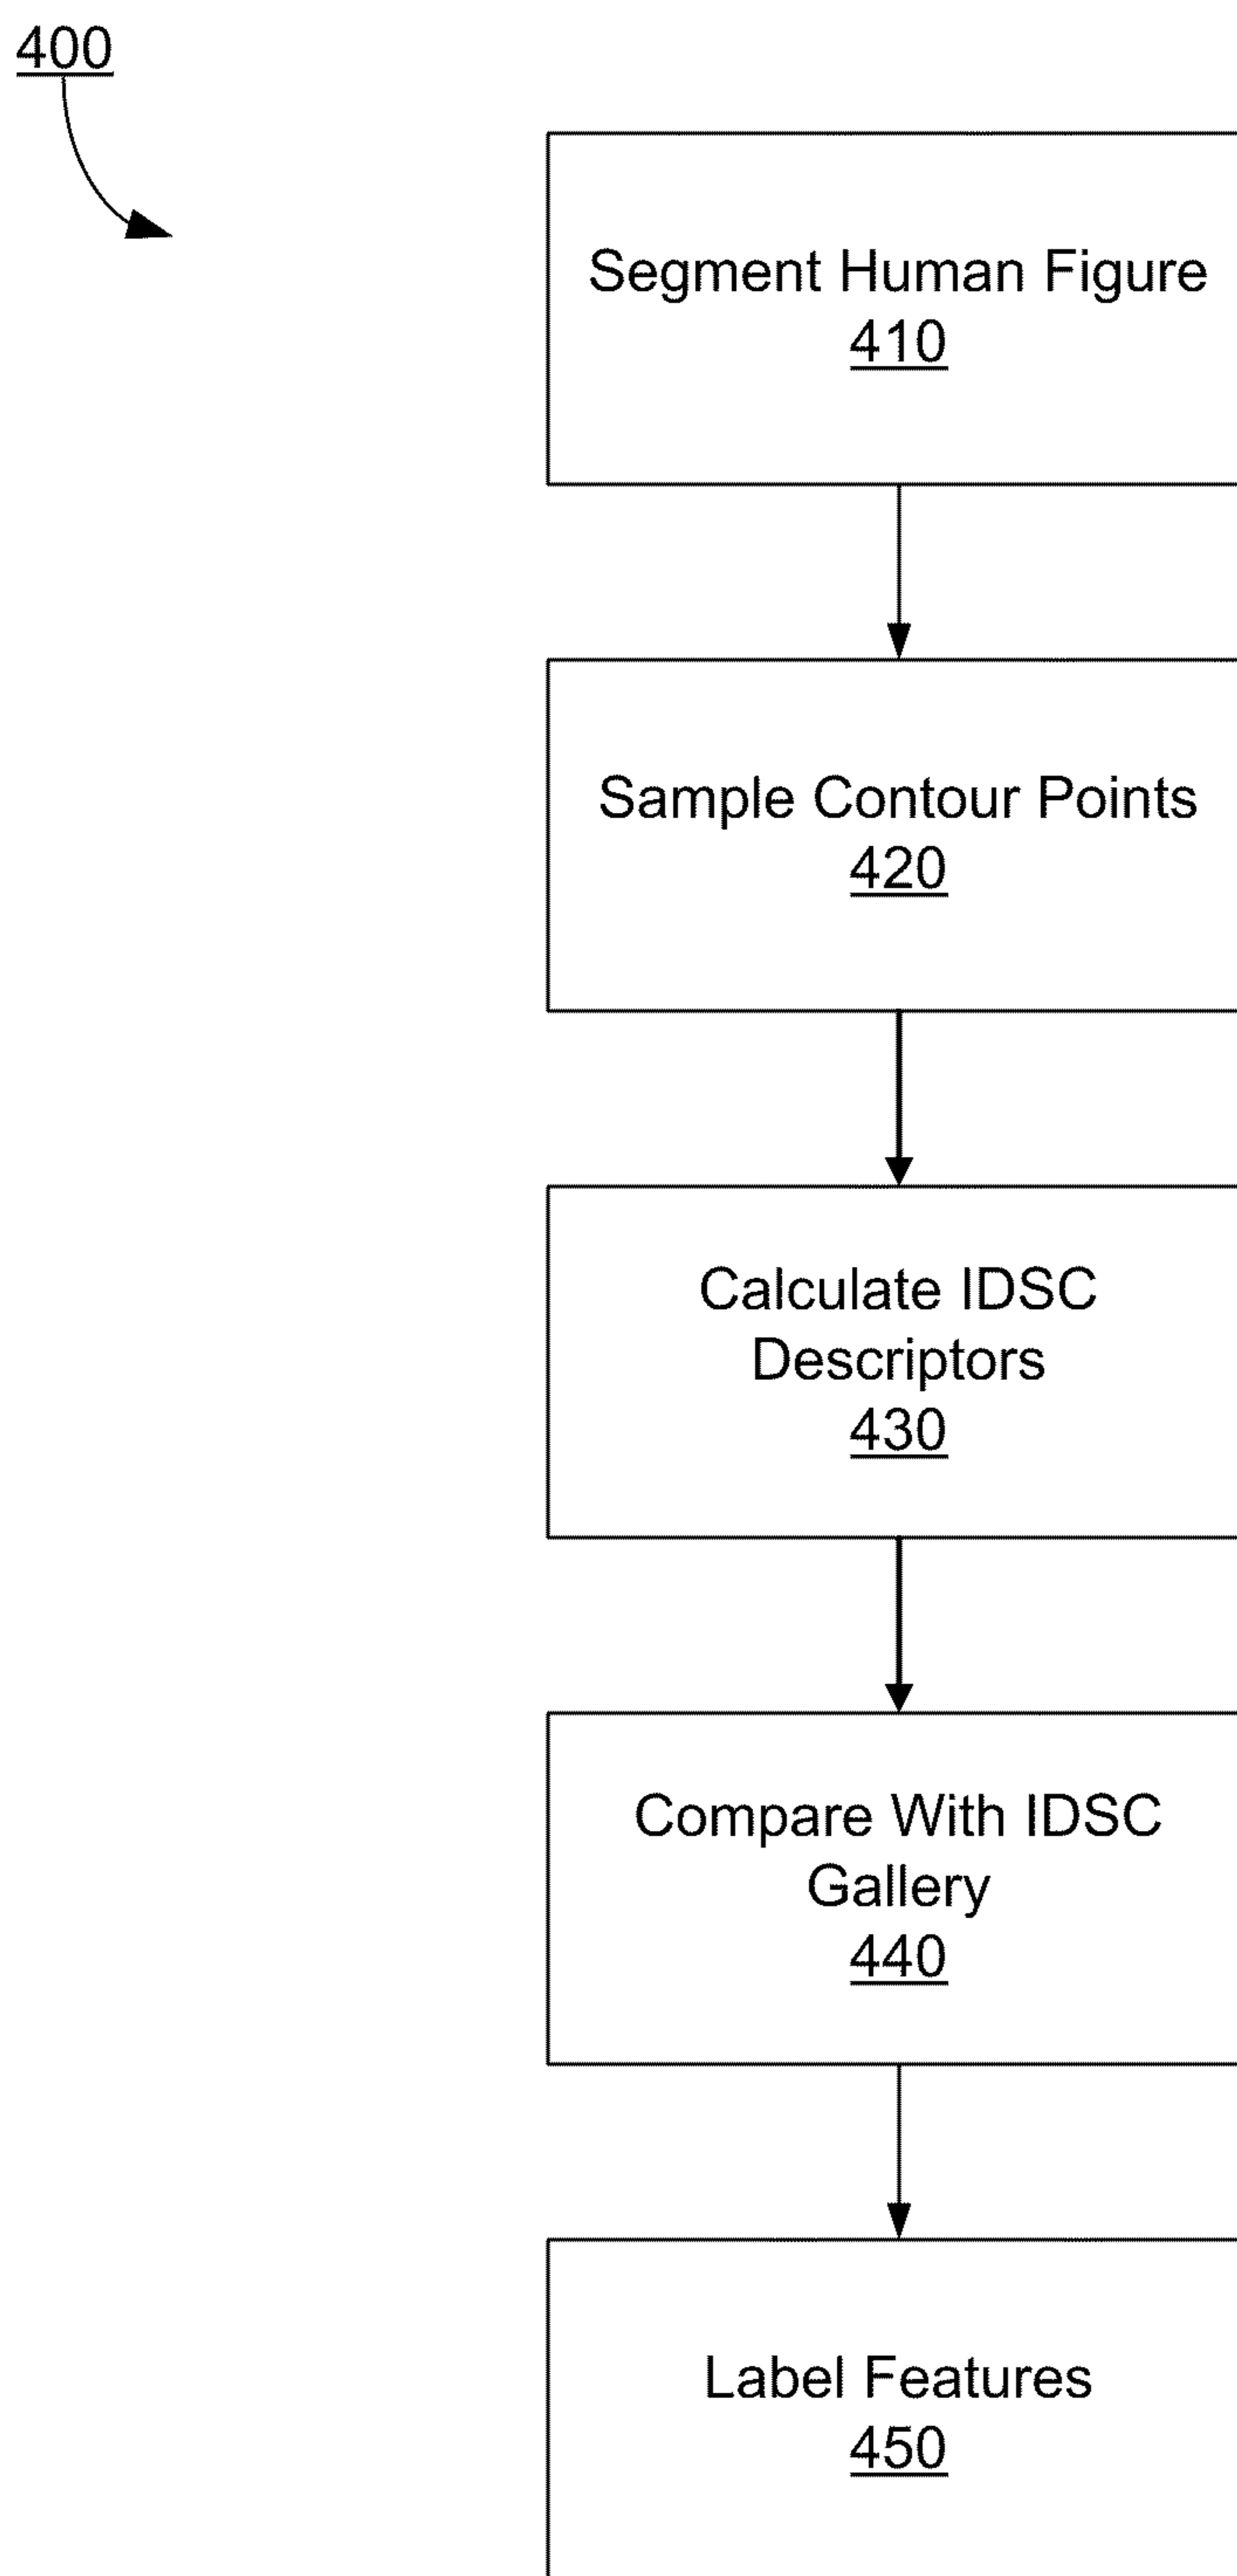 400
Segment Human Figure
410
Sample Contour Points
420
Calculate IDSC
Descriptors
430
Compare With IDSC
Gallery
440
Label Features
450